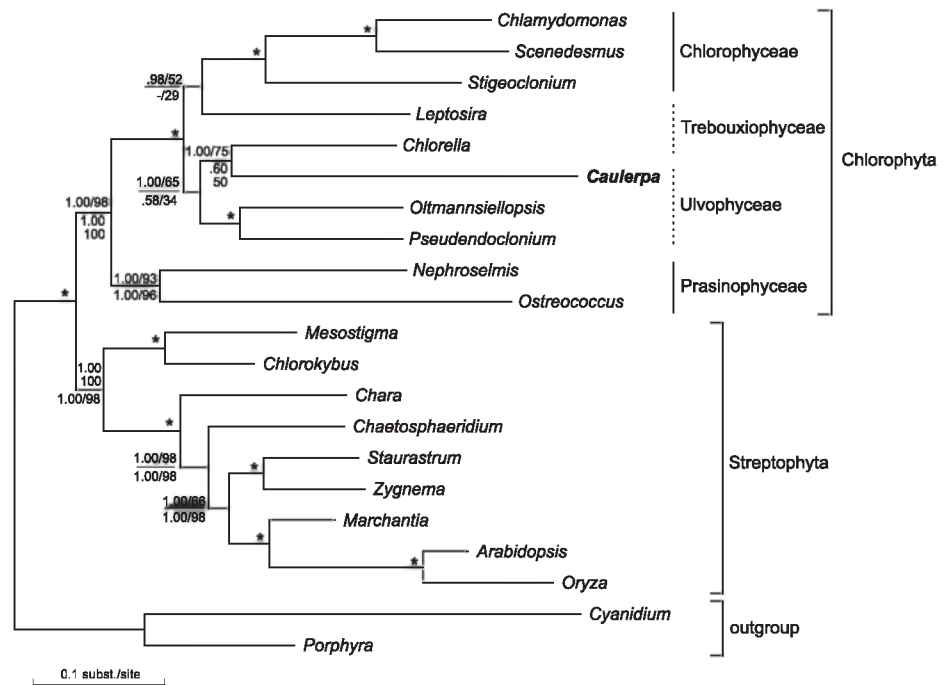 Chlamydomonas
*
*
Scenedesmus
Chlorophyceae
Stigeoclonium
.98/52
-/29
Leptosira
Trebouxiophyceae
*
Chlorella
1.00/75
.60
50
Chlorophyta
Caulerpa
1.00/65
.58/34
Ulvophyceae
1.00/98
1.00
100
*
Oltmannsiellopsis
Pseudendoclonium
Nephroselmis
1.00/93
1.00/96
Prasinophyceae
*
Ostreococcus
Mesostigma
*
Chlorokybus
1.00
100
1.00/98
Chara
*
Chaetosphaeridium
1.00/98
1.00/98
Staurastrum
*
Streptophyta
Zygnema
1.00/66
1.00/98
Marchantia
*
Arabidopsis
*
Oryza
Cyanidium
outgroup
Porphyra
0.1 subst./site